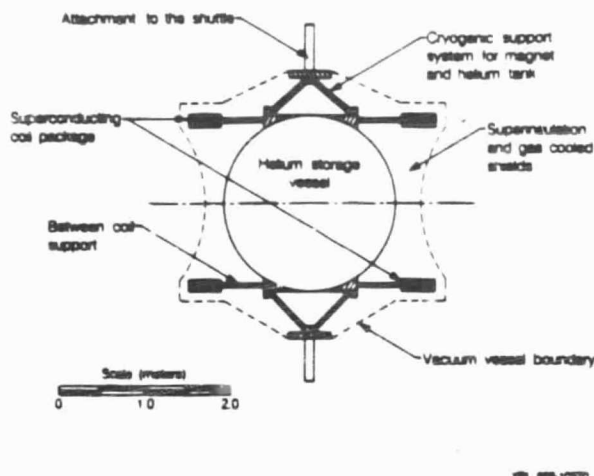 Attachment to the shuttle
Cryogenic support
system for magnet
and helium tank
Superconducting
coil package
Superinsulation
and gas cooled
shields
Helium storage
vessel
Between coil
support
Vacuum vessel boundary
Scale (meters)
0 1.0 2.0